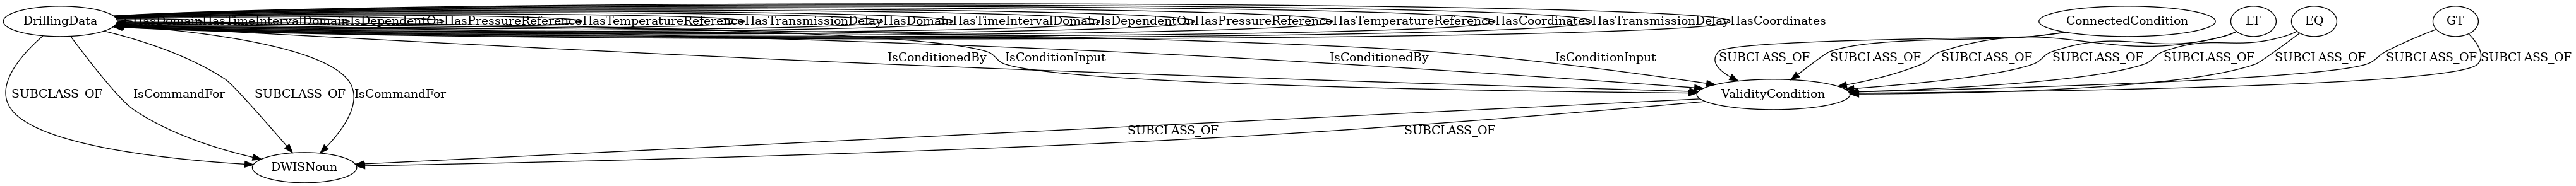 DrillingData
HasDomain
HasTimeIntervalDomain
IsDependentOn
HasPressureReference
HasTemperatureReference
HasTransmissionDelay
HasDomain
HasTimeIntervalDomain
IsDependentOn
HasPressureReference
HasTemperatureReference
HasCoordinates
HasTransmissionDelay
HasCoordinates
ConnectedCondition
LT
EQ
GT
IsConditionedBy
IsConditionInput
IsConditionedBy
IsConditionInput
SUBCLASS_OF
SUBCLASS_OF
SUBCLASS_OF
SUBCLASS_OF
SUBCLASS_OF
SUBCLASS_OF
SUBCLASS_OF
SUBCLASS_OF
SUBCLASS_OF
IsCommandFor
SUBCLASS_OF
IsCommandFor
ValidityCondition
SUBCLASS_OF
SUBCLASS_OF
DWISNoun